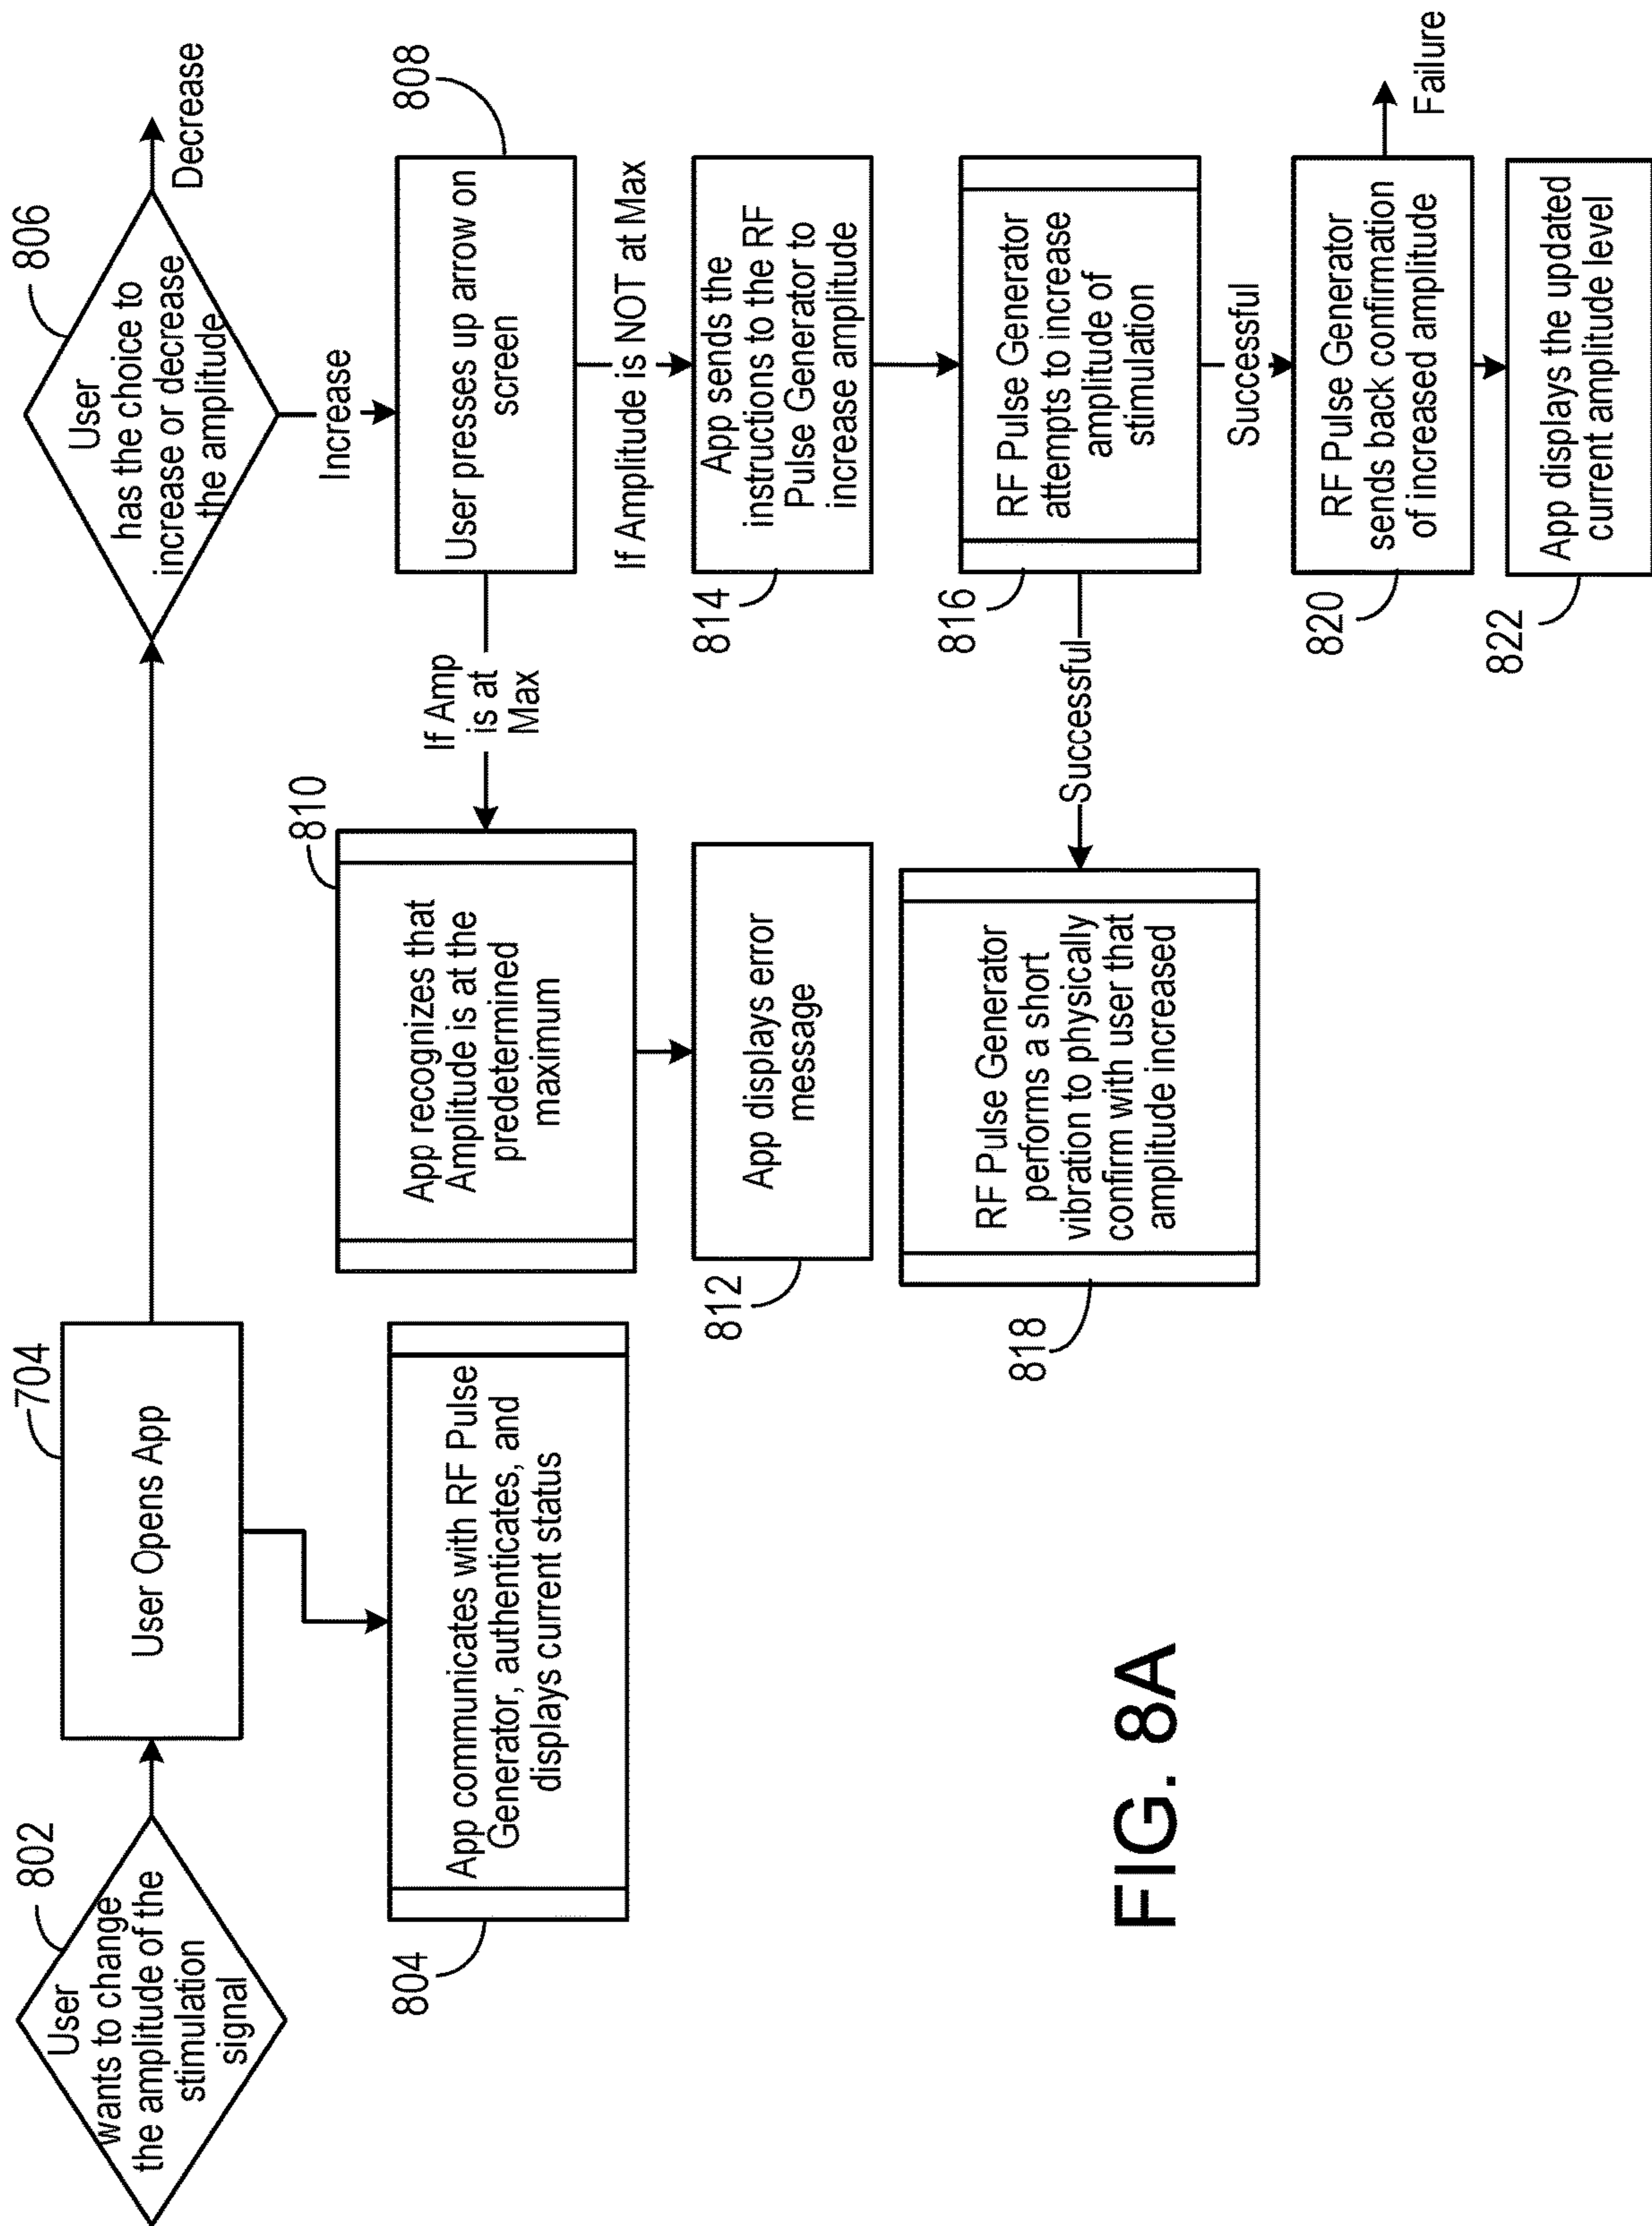 802
User
wants to change
the amplitude of the
stimulation
signal
704
User Opens App
804
App communicates with RF Pulse
Generator, authenticates, and
displays current status
806
User
has the choice to
increase or decrease
the amplitude
Decrease
Increase
808
User presses up arrow on
screen
If Amp
is at
Max
810
App recognizes that
Amplitude is at the
predetermined
maximum
812
App displays error
message
If Amplitude is NOT at Max
814
App sends the
instructions to the RF
Pulse Generator to
increase amplitude
816
RF Pulse Generator
attempts to increase
amplitude of
stimulation
Successful
818
RF Pulse Generator
performs a short
vibration to physically
confirm with user that
amplitude increased
Successful
820
RF Pulse Generator
sends back confirmation
of increased amplitude
Failure
822
App displays the updated
current amplitude level
FIG. 8A